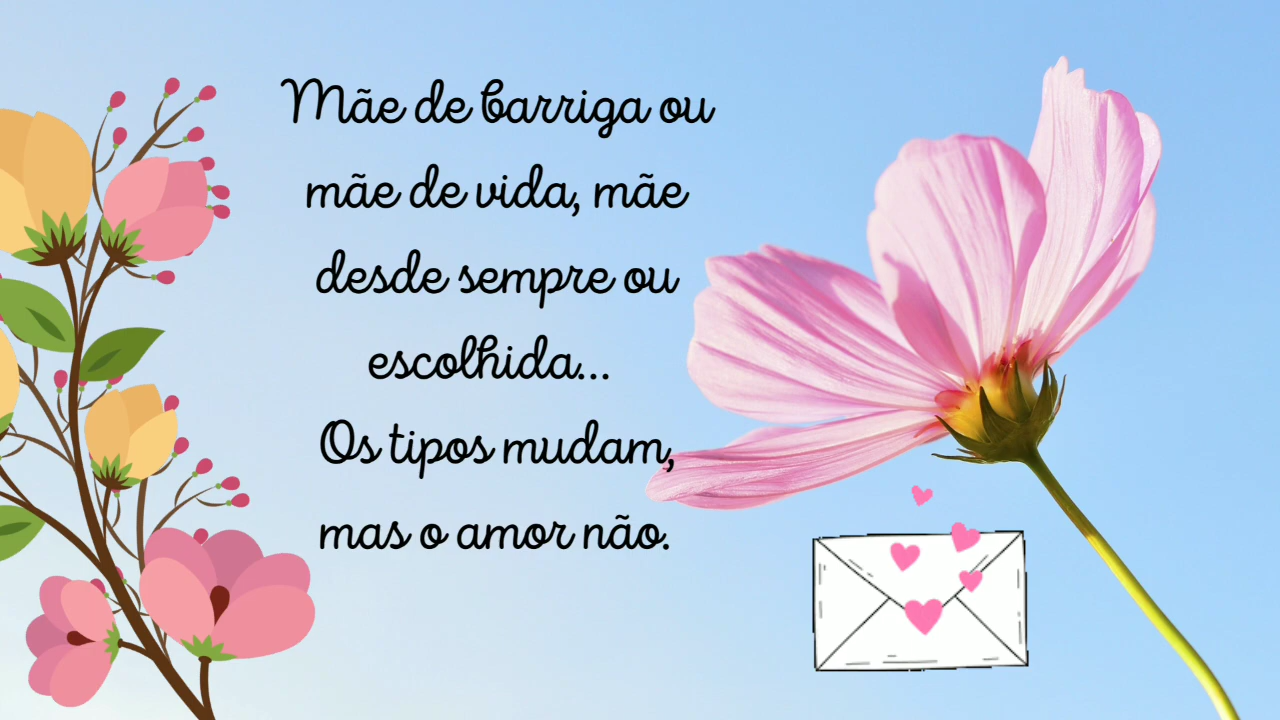 Mãe de barriga ou
mãe de vida, mãe
desde sempre ou
escolhida...
Os tipos mudam,
mas o amor não.